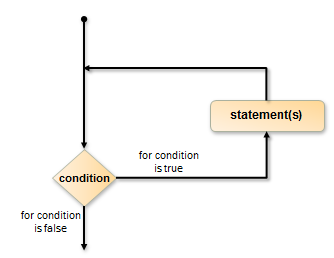 statement(s)
for condition
is true
condition
for condition
is false